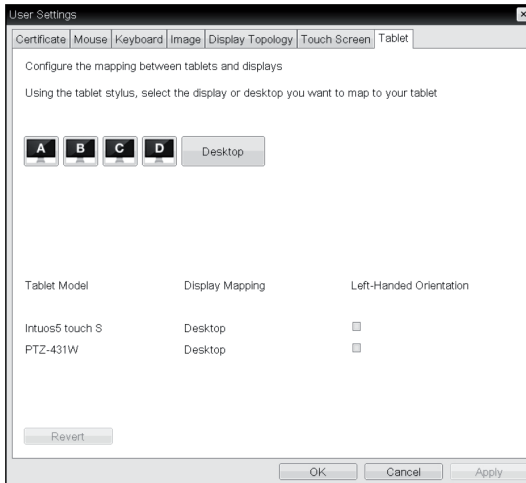 User Settings
Certificate Mouse Keyboard Image Display Topology Touch Screen Tablet
Configure the mapping between tablets and displays
Using the tablet stylus, select the display or desktop you want to map to your tablet
A B C D Desktop
Tablet Model Display Mapping Left-Handed Orientation
Intuos5 touch S Desktop
PTZ-431W Desktop
Revert
OK Cancel Apply